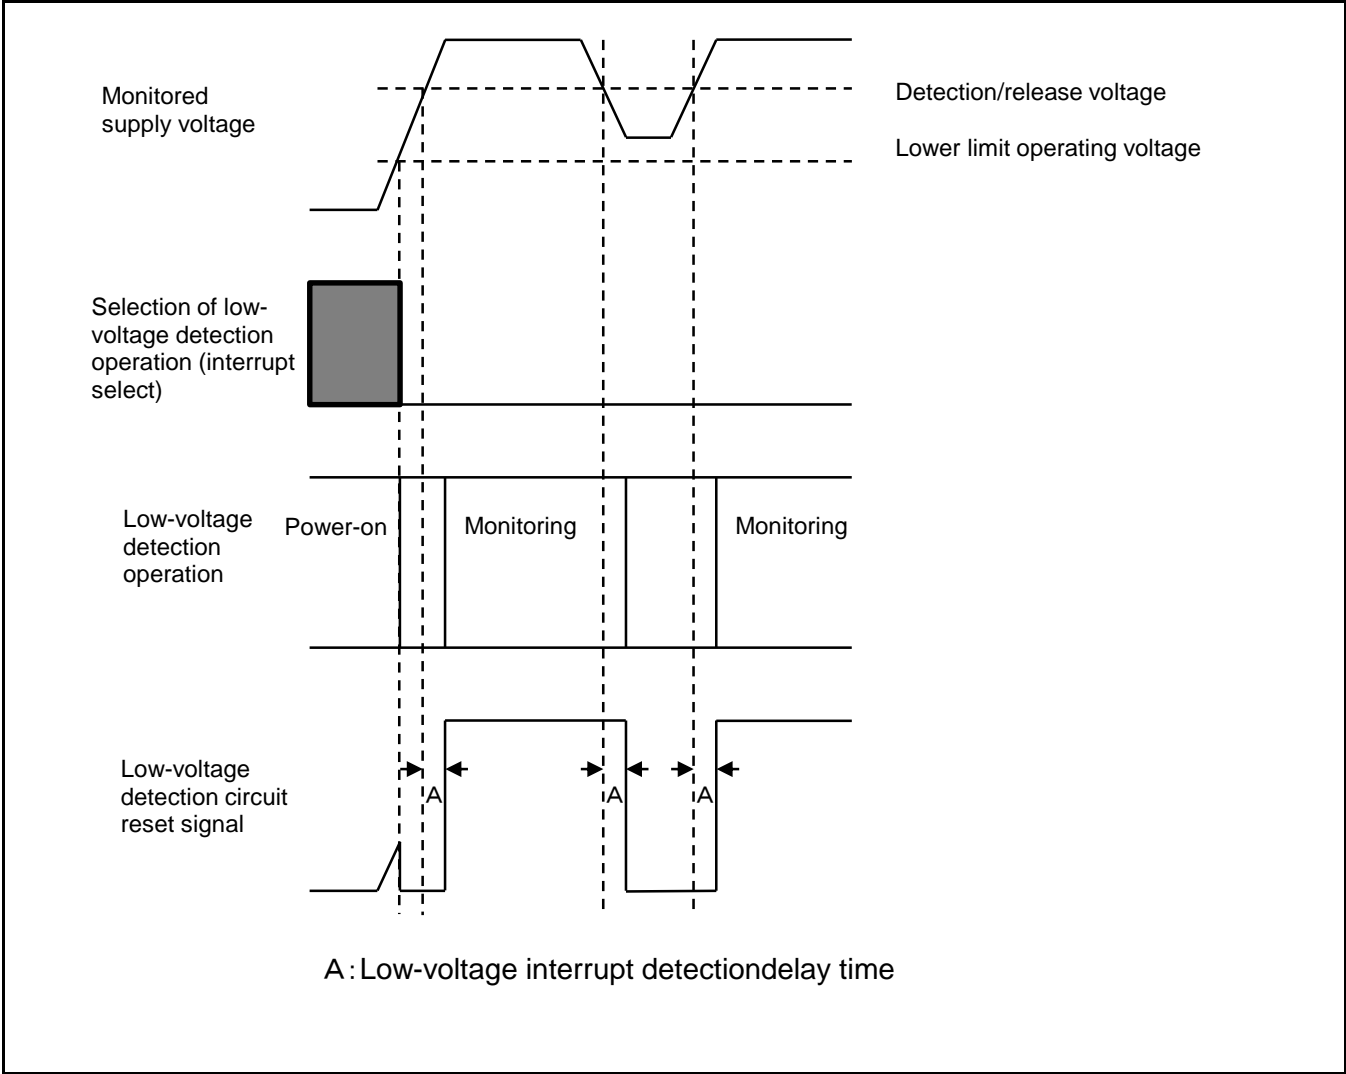 Monitored
supply voltage
Detection/release voltage
Lower limit operating voltage
Selection of low-
voltage detection
operation (interrupt
select)
Low-voltage
detection
operation
Power-on
Monitoring
Monitoring
Low-voltage
detection circuit
reset signal
A
A
A
A:Low-voltage interrupt detectiondelay time